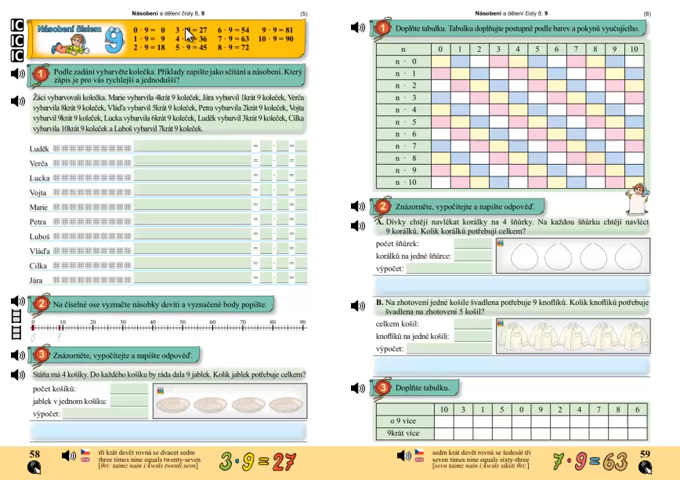 Násobení a dělení čísly 8, 9
(5)
Násobení číslem 9
0 · 9 = 0 3 · 9 = 27 6 · 9 = 54 9 · 9 = 81
1 · 9 = 9 4 · 9 = 36 7 · 9 = 63 10 · 9 = 90
2 · 9 = 18 5 · 9 = 45 8 · 9 = 72
1 Podle zadání vybarvěte kolečka. Příklady zapište jako sčítání a násobení. Který
zápis je pro vás rychlejší a jednodušší?
Žáci vybarvovali kolečka. Marie vybarvila 4krát 9 koleček, Jára vybarvil 1krát 9 koleček, Verča
vybarvila 8krát 9 koleček, Vláďa vybarvil 5krát 9 koleček, Petra vybarvila 2krát 9 koleček, Vojta
vybarvil 9krát 9 koleček, Lucka vybarvila 6krát 9 koleček, Luděk vybarvil 3krát 9 koleček, Cilka
vybarvila 10krát 9 koleček a Luboš vybarvil 7krát 9 koleček.
Luděk = · =
Verča = · =
Lucka = · =
Vojta = · =
Marie = · =
Petra = · =
Luboš = · =
Vláďa = · =
Cilka = · =
Jára = · =
2 Na číselné ose vyznačte násobky devíti a vyznačené body popište.
0 10 20 30 40 50 60 70 80 90
0 9
3 Znázorněte, vypočítejte a napište odpověď.
Stáňa má 4 košíky. Do každého košíku by ráda dala 9 jablek. Kolik jablek potřebuje celkem?
počet košíků:
jablek v jednom košíku:
výpočet:
58
tři krát devět rovná se dvacet sedm
three times nine equals twenty-seven
3 · 9 = 27
Násobení a dělení čísly 8, 9
(6)
1 Doplňte tabulku. Tabulku doplňujte postupně podle barev a pokynů vyučujícího.
n 0 1 2 3 4 5 6 7 8 9 10
n · 0
n · 1
n · 2
n · 3
n · 4
n · 5
n · 6
n · 7
n · 8
n · 9
n · 10
2 Znázorněte, vypočítejte a napište odpověď.
A. Dívky chtějí navlékat korálky na 4 šňůrky. Na každou šňůrku chtějí navléct
9 korálků. Kolik korálků potřebují celkem?
počet šňůrek:
korálků na jedné šňůrce:
výpočet:
B. Na zhotovení jedné košile švadlena potřebuje 9 knoflíků. Kolik knoflíků potřebuje
švadlena na zhotovení 5 košil?
celkem košil:
knoflíků na jedné košili:
výpočet:
3 Doplňte tabulku.
10 3 1 5 0 9 2 4 7 8 6
o 9 více
9krát více
sedm krát devět rovná se šedesát tři
seven times nine equals sixty-three
7 · 9 = 63
59